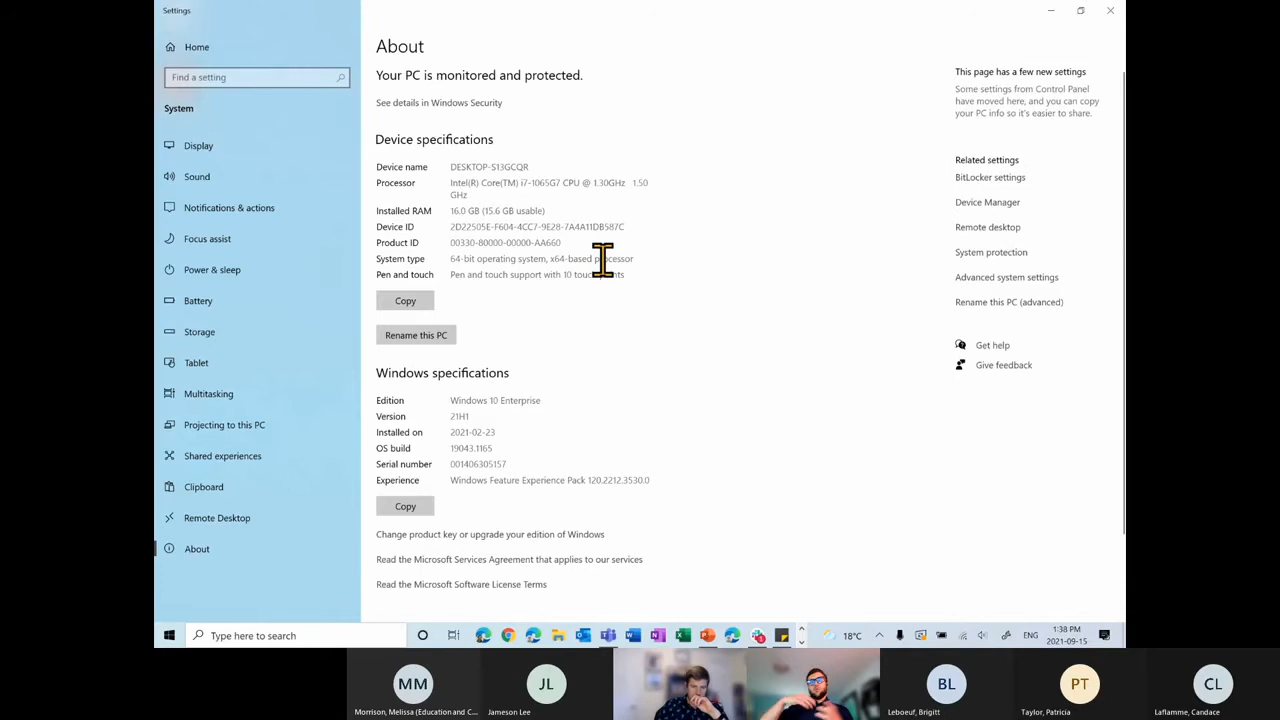 Settings
Home
Find a setting
System
Display
Sound
Notifications & actions
Focus assist
Power & sleep
Battery
Storage
Tablet
Multitasking
Projecting to this PC
Shared experiences
Clipboard
Remote Desktop
About
About
Your PC is monitored and protected.
See details in Windows Security
Device specifications
Device name DESKTOP-S13GCQR
Processor Intel(R) Core(TM) i7-1065G7 CPU @ 1.30GHz 1.50
GHz
Installed RAM 16.0 GB (15.6 GB usable)
Device ID 2D22505E-F604-4CC7-9E28-7A4A11DB587C
Product ID 00330-80000-00000-AA660
System type 64-bit operating system, x64-based processor
Pen and touch Pen and touch support with 10 touch points
Copy
Rename this PC
Windows specifications
Edition Windows 10 Enterprise
Version 21H1
Installed on 2021-02-23
OS build 19043.1165
Serial number 001406305157
Experience Windows Feature Experience Pack 120.2212.3530.0
Copy
Change product key or upgrade your edition of Windows
Read the Microsoft Services Agreement that applies to our services
Read the Microsoft Software License Terms
This page has a few new settings
Some settings from Control Panel
have moved here, and you can copy
your PC info so it's easier to share.
Related settings
BitLocker settings
Device Manager
Remote desktop
System protection
Advanced system settings
Rename this PC (advanced)
Get help
Give feedback
Type here to search
18°C
ENG
1:38 PM
2021-09-15
MM
Morrison, Melissa (Education and C...
JL
Jameson Lee
BL
Leboeuf, Brigitt
PT
Taylor, Patricia
CL
Laflamme, Candace